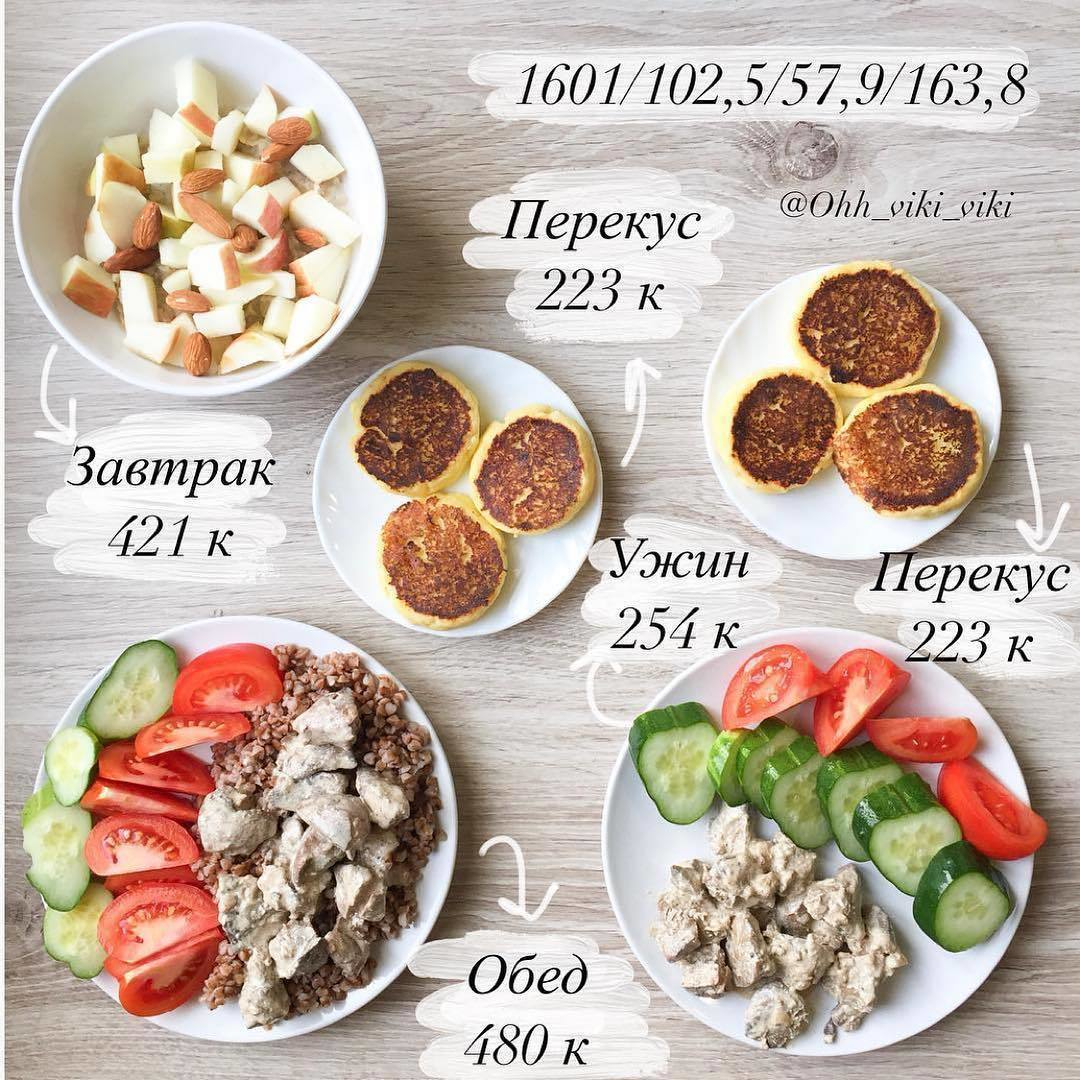 1601/102,5/57,9/163,8
@Ohh_viki_viki
Перекус
223 к
Завтрак
421 к
Ужин
254 к
Перекус
223 к
Обед
480 к